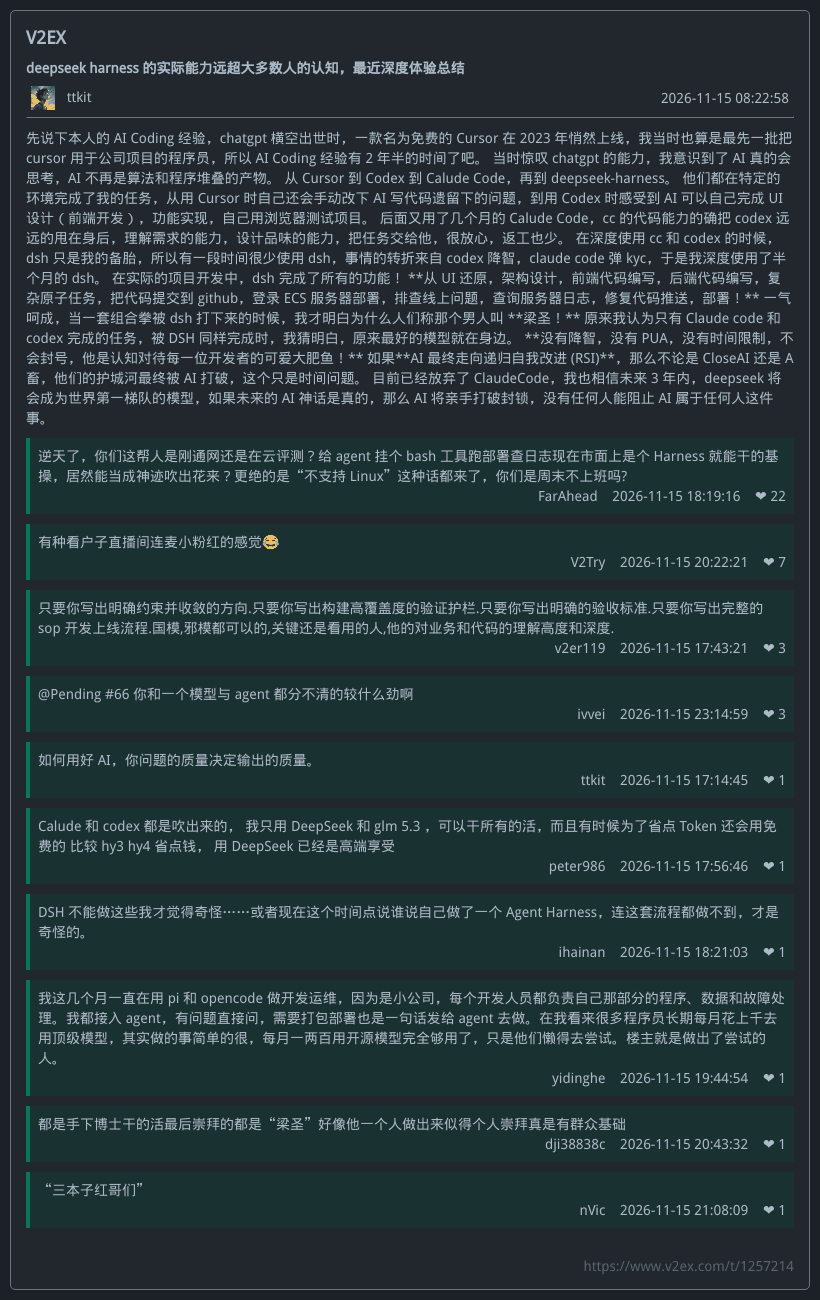 V2EX
deepseek harness 的实际能力远超大多数人的认知，最近深度体验总结
ttkit 2026-11-15 08:22:58
先说下本人的 AI Coding 经验，chatgpt 横空出世时，一款名为免费的 Cursor 在 2023 年悄然上线，我当时也算是最先一批把
cursor 用于公司项目的程序员，所以 AI Coding 经验有 2 年半的时间了吧。 当时惊叹 chatgpt 的能力，我意识到了 AI 真的会
思考，AI 不再是算法和程序堆叠的产物。 从 Cursor 到 Codex 到 Calude Code，再到 deepseek-harness。 他们都在特定的
环境完成了我的任务，从用 Cursor 时自己还会手动改下 AI 写代码遗留下的问题，到用 Codex 时感受到 AI 可以自己完成 UI
设计（前端开发），功能实现，自己用浏览器测试项目。 后面又用了几个月的 Calude Code，cc 的代码能力的确把 codex 远
远的甩在身后，理解需求的能力，设计品味的能力，把任务交给他，很放心，返工也少。 在深度使用 cc 和 codex 的时候，
dsh 只是我的备胎，所以有一段时间很少使用 dsh，事情的转折来自 codex 降智，claude code 弹 kyc，于是我深度使用了半
个月的 dsh。 在实际的项目开发中，dsh 完成了所有的功能！ **从 UI 还原，架构设计，前端代码编写，后端代码编写，复
杂原子任务，把代码提交到 github，登录 ECS 服务器部署，排查线上问题，查询服务器日志，修复代码推送，部署！** 一气
呵成，当一套组合拳被 dsh 打下来的时候，我才明白为什么人们称那个男人叫 **梁圣！** 原来我认为只有 Claude code 和
codex 完成的任务，被 DSH 同样完成时，我猜明白，原来最好的模型就在身边。 **没有降智，没有 PUA，没有时间限制，不
会封号，他是认知对待每一位开发者的可爱大肥鱼！** 如果**AI 最终走向递归自我改进 (RSI)**，那么不论是 CloseAI 还是 A
畜，他们的护城河最终被 AI 打破，这个只是时间问题。 目前已经放弃了 ClaudeCode，我也相信未来 3 年内，deepseek 将
会成为世界第一梯队的模型，如果未来的 AI 神话是真的，那么 AI 将亲手打破封锁，没有任何人能阻止 AI 属于任何人这件
事。
逆天了，你们这帮人是刚通网还是在云评测？给 agent 挂个 bash 工具跑部署查日志现在市面上是个 Harness 就能干的基
操，居然能当成神迹吹出花来？更绝的是“不支持 Linux”这种话都来了，你们是周末不上班吗?
FarAhead 2026-11-15 18:19:16 ❤ 22
有种看户子直播间连麦小粉红的感觉😂
V2Try 2026-11-15 20:22:21 ❤ 7
只要你写出明确约束并收敛的方向.只要你写出构建高覆盖度的验证护栏.只要你写出明确的验收标准.只要你写出完整的
sop 开发上线流程.国模,邪模都可以的,关键还是看用的人,他的对业务和代码的理解高度和深度.
v2er119 2026-11-15 17:43:21 ❤ 3
@Pending #66 你和一个模型与 agent 都分不清的较什么劲啊
ivvei 2026-11-15 23:14:59 ❤ 3
如何用好 AI，你问题的质量决定输出的质量。
ttkit 2026-11-15 17:14:45 ❤ 1
Calude 和 codex 都是吹出来的， 我只用 DeepSeek 和 glm 5.3 ，可以干所有的活，而且有时候为了省点 Token 还会用免
费的 比较 hy3 hy4 省点钱， 用 DeepSeek 已经是高端享受
peter986 2026-11-15 17:56:46 ❤ 1
DSH 不能做这些我才觉得奇怪……或者现在这个时间点说谁说自己做了一个 Agent Harness，连这套流程都做不到，才是
奇怪的。
ihainan 2026-11-15 18:21:03 ❤ 1
我这几个月一直在用 pi 和 opencode 做开发运维，因为是小公司，每个开发人员都负责自己那部分的程序、数据和故障处
理。我都接入 agent，有问题直接问，需要打包部署也是一句话发给 agent 去做。在我看来很多程序员长期每月花上千去
用顶级模型，其实做的事简单的很，每月一两百用开源模型完全够用了，只是他们懒得去尝试。楼主就是做出了尝试的
人。
yidinghe 2026-11-15 19:44:54 ❤ 1
都是手下博士干的活最后崇拜的都是“梁圣”好像他一个人做出来似得个人崇拜真是有群众基础
dji38838c 2026-11-15 20:43:32 ❤ 1
“三本子红哥们”
nVic 2026-11-15 21:08:09 ❤ 1
https://www.v2ex.com/t/1257214